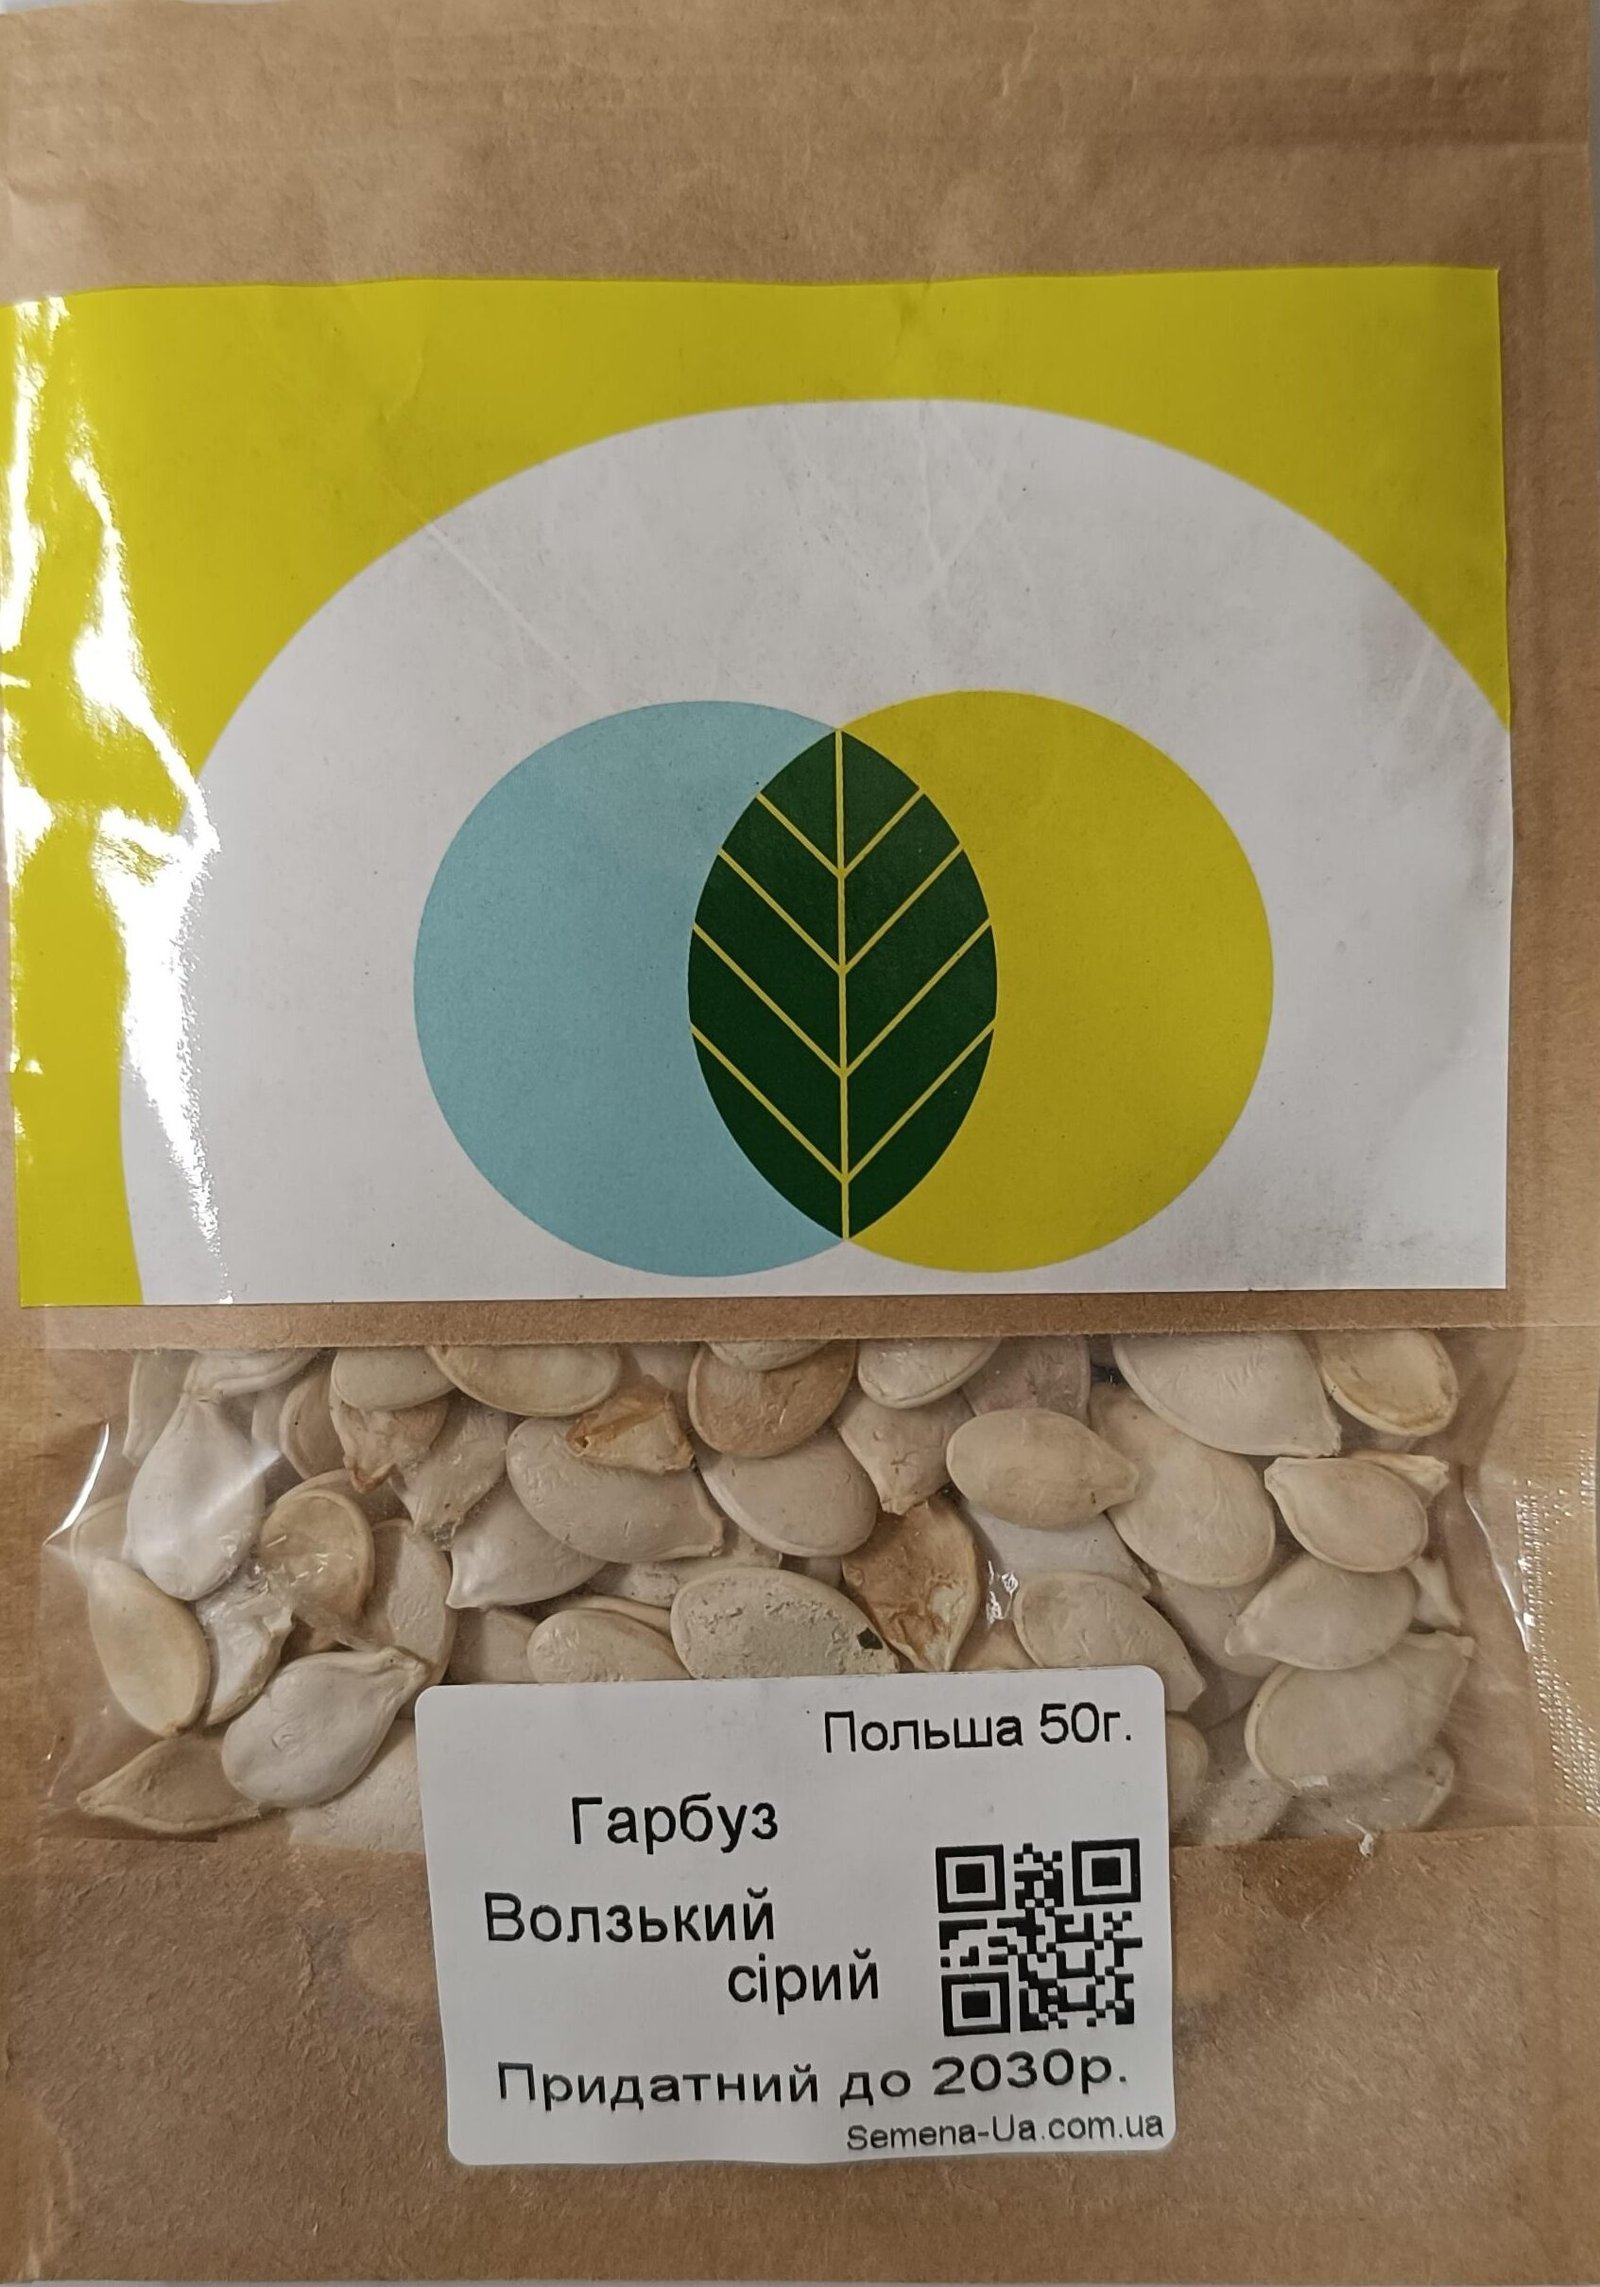 Польша 50г.
Гарбуз
Волзький
сірий
Придатний до 2030р.
Semena-Ua.com.ua